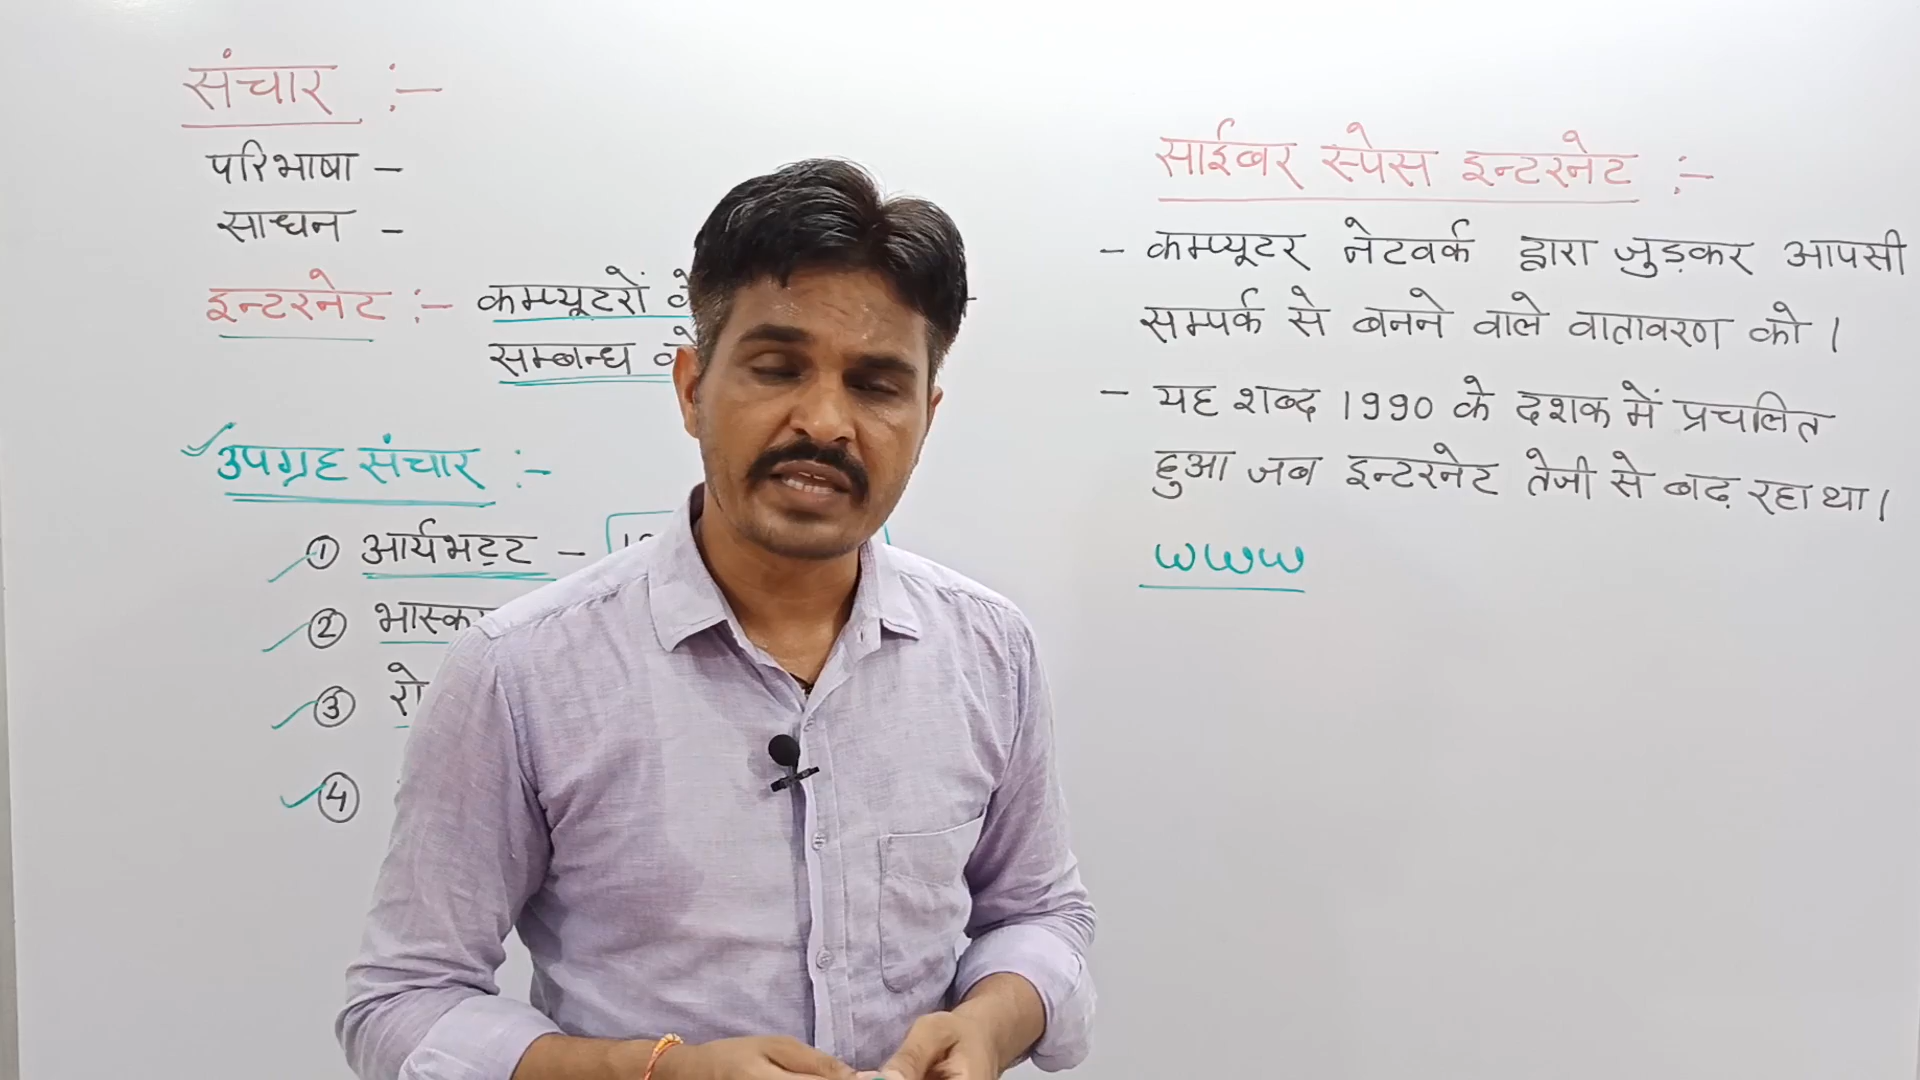 संचार :-
परिभाषा -
साधन -
इन्टरनेट :- कम्प्यूटरों के
सम्बन्ध
उपग्रह संचार :-
① आर्यभट्ट -
②
③
④
साईबर स्पेस इन्टरनेट :-
- कम्प्यूटर नेटवर्क द्वारा जुड़कर आपसी
सम्पर्क से बनने वाले वातावरण को ।
- यह शब्द 1990 के दशक में प्रचलित
हुआ जब इन्टरनेट तेजी से बाढ़ रहा था ।
www